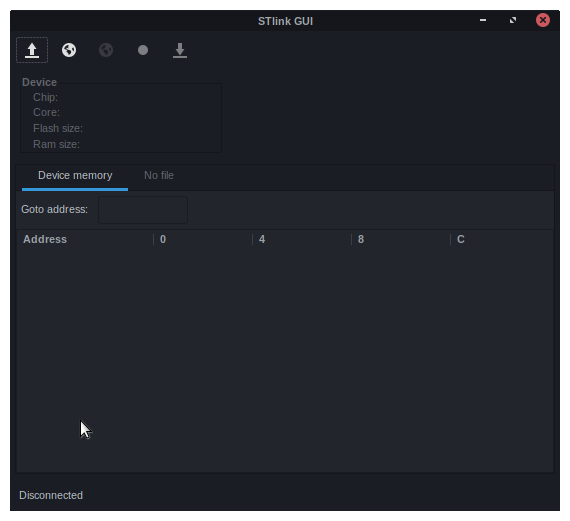 STlink GUI
Device
Chip:
Core:
Flash size:
Ram size:
Device memory No file
Goto address:
Address 0 4 8 C
Disconnected